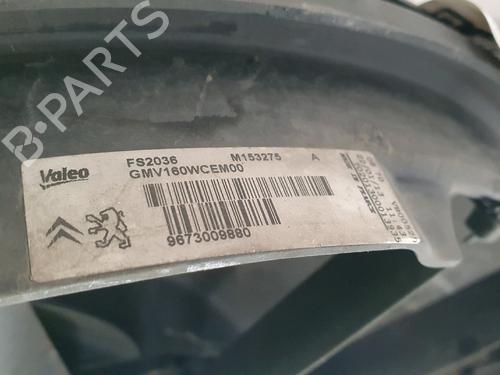 B-PARTS
Valeo
FS2036 M153275 A
GMV160WCEM00
9673009880